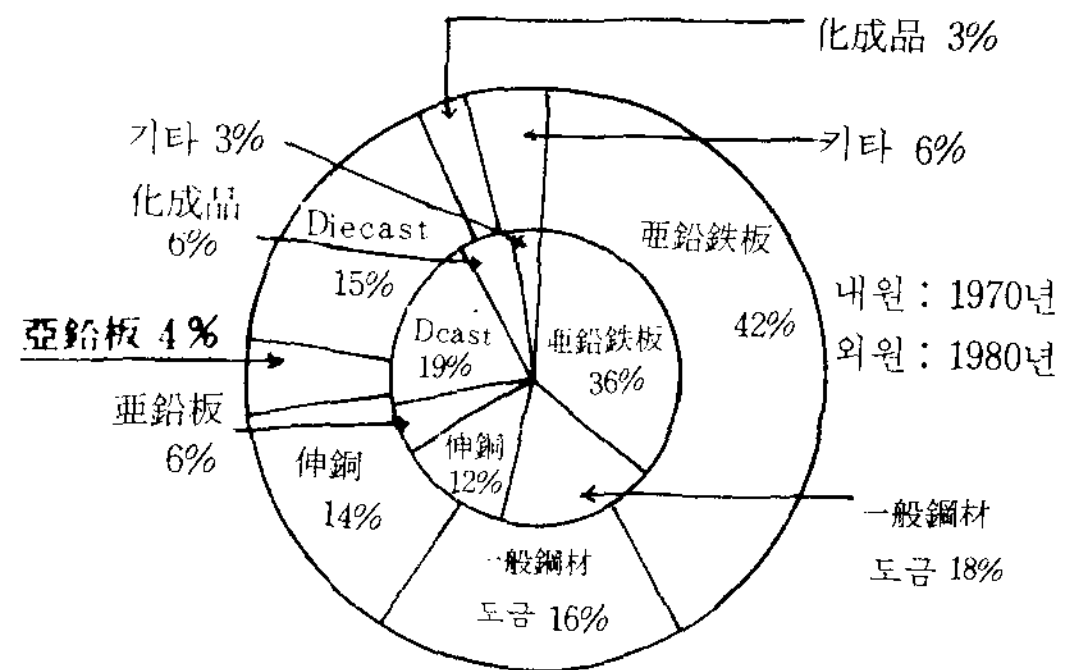 化成品 3%
기타 3%
기타 6%
化成品
6%
Diecast
15%
亜鉛鉄板
42%
내원 : 1970년
외원 : 1980년
亞鉛板 4%
Dcast
19%
亜鉛鉄板
36%
亜鉛板
6%
伸銅
14%
伸銅
12%
一般鋼材
도금 18%
一般鋼材
도금 16%